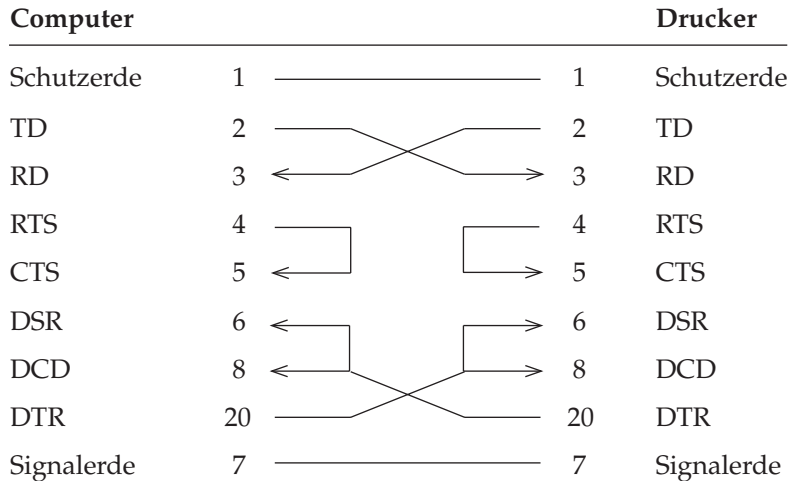 Computer Drucker
Schutzerde 1 1 Schutzerde
TD 2 2 TD
RD 3 3 RD
RTS 4 4 RTS
CTS 5 5 CTS
DSR 6 6 DSR
DCD 8 8 DCD
DTR 20 20 DTR
Signalerde 7 7 Signalerde